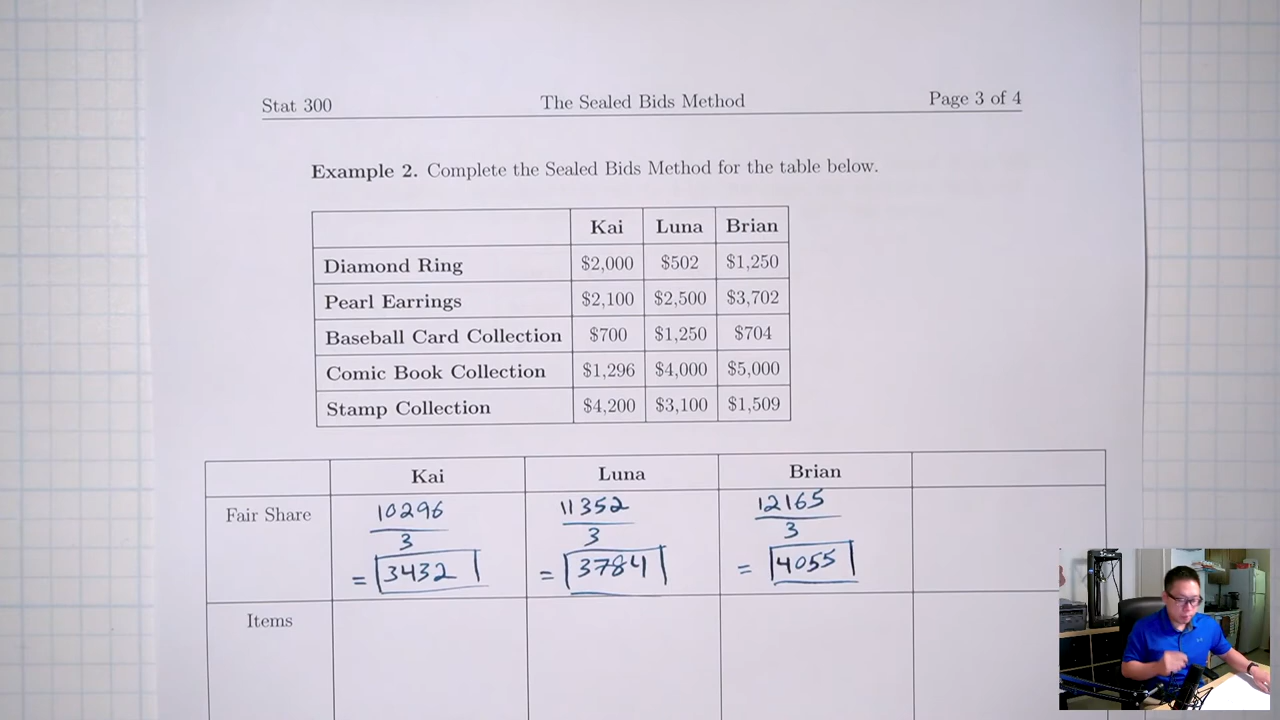 Stat 300 The Sealed Bids Method Page 3 of 4
Example 2. Complete the Sealed Bids Method for the table below.
Kai Luna Brian
Diamond Ring $2,000 $502 $1,250
Pearl Earrings $2,100 $2,500 $3,702
Baseball Card Collection $700 $1,250 $704
Comic Book Collection $1,296 $4,000 $5,000
Stamp Collection $4,200 $3,100 $1,509
Kai Luna Brian
Fair Share 10296 11352 12165
3 3 3
= 3432 = 3784 = 4055
Items